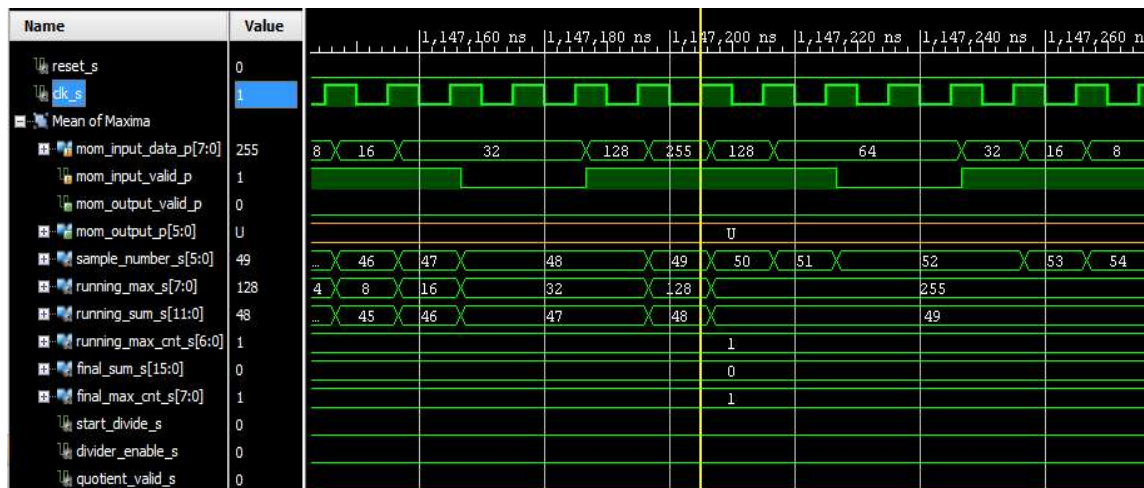 Name Value
1,147,160 ns 1,147,180 ns 1,147,200 ns 1,147,220 ns 1,147,240 ns 1,147,260 n
reset_s 0
clk_s 1
Mean of Maxima
mom_input_data_p[7:0] 255 8 16 32 128 255 128 64 32 16 8
mom_input_valid_p 1
mom_output_valid_p 0
mom_output_p[5:0] U U
sample_number_s[5:0] 49 ... 46 47 48 49 50 51 52 53 54
running_max_s[7:0] 128 4 8 16 32 128 255
running_sum_s[11:0] 48 ... 45 46 47 48 49
running_max_cnt_s[6:0] 1 1
final_sum_s[15:0] 0 0
final_max_cnt_s[7:0] 1 1
start_divide_s 0
divider_enable_s 0
quotient_valid_s 0